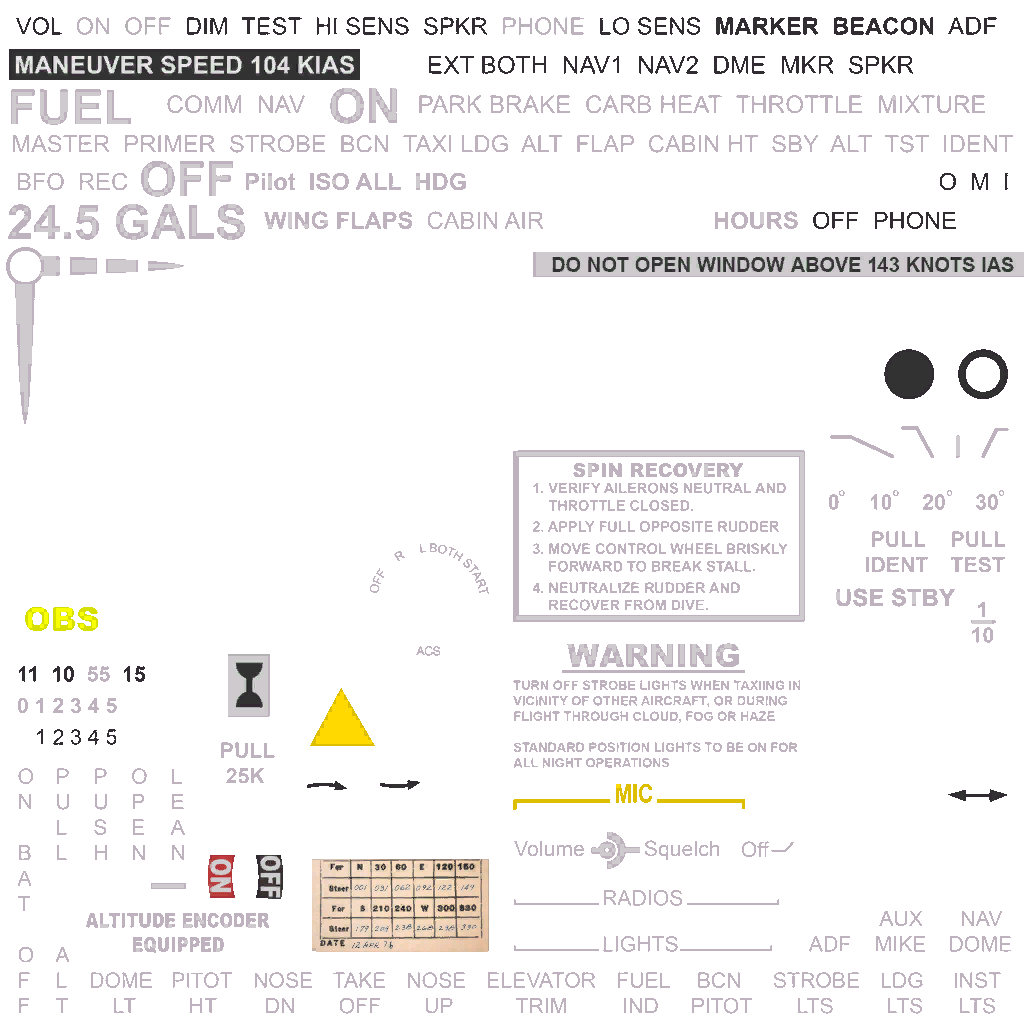 VOL ON OFF DIM TEST HI SENS SPKR PHONE LO SENS MARKER BEACON ADF
MANEUVER SPEED 104 KIAS EXT BOTH NAV1 NAV2 DME MKR SPKR
FUEL COMM NAV ON PARK BRAKE CARB HEAT THROTTLE MIXTURE
MASTER PRIMER STROBE BCN TAXI LDG ALT FLAP CABIN HT SBY ALT TST IDENT
BFO REC OFF Pilot ISO ALL HDG O M I
24.5 GALS WING FLAPS CABIN AIR HOURS OFF PHONE
DO NOT OPEN WINDOW ABOVE 143 KNOTS IAS
SPIN RECOVERY
1. VERIFY AILERONS NEUTRAL AND
THROTTLE CLOSED.
2. APPLY FULL OPPOSITE RUDDER
3. MOVE CONTROL WHEEL BRISKLY
FORWARD TO BREAK STALL.
4. NEUTRALIZE RUDDER AND
RECOVER FROM DIVE.
0° 10° 20° 30°
PULL IDENT
PULL TEST
USE STBY
1
10
OFF R L BOTH START
ACS
OBS
11 10 55 15
0 1 2 3 4 5
1 2 3 4 5
WARNING
TURN OFF STROBE LIGHTS WHEN TAXIING IN
VICINITY OF OTHER AIRCRAFT, OR DURING
FLIGHT THROUGH CLOUD, FOG OR HAZE
STANDARD POSITION LIGHTS TO BE ON FOR
ALL NIGHT OPERATIONS
PULL
25K
MIC
ON
BAT
OFF
PULL
ALT
PUSH
OPEN
LEAN
Volume Squelch Off
ON OFF
For N 30 60 E 120 150
Steer 001 031 062 092 122 149
For S 210 240 W 300 330
Steer 179 209 238 268 298 330
DATE 12 APR 76
RADIOS
ALTITUDE ENCODER
EQUIPPED
LIGHTS
ADF
AUX MIKE
NAV DOME
DOME LT
PITOT HT
NOSE DN
TAKE OFF
NOSE UP
ELEVATOR TRIM
FUEL IND
BCN PITOT
STROBE LTS
LDG LTS
INST LTS